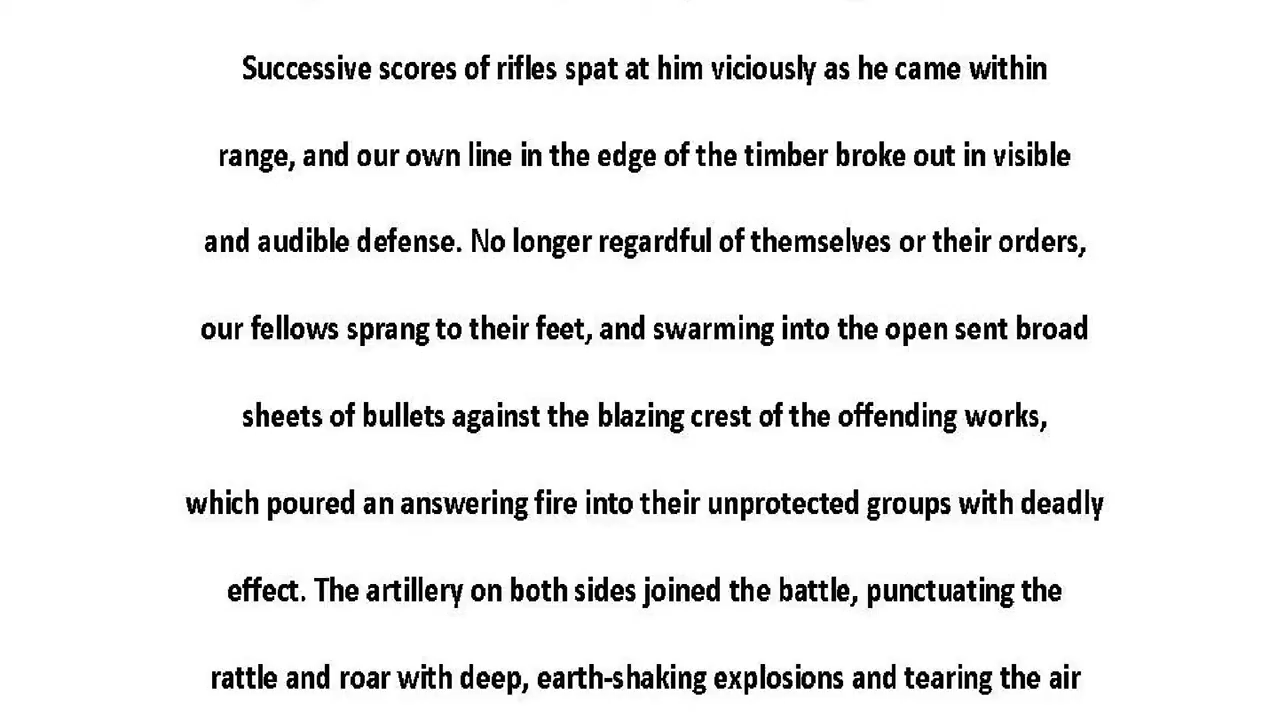 Successive scores of rifles spat at him viciously as he came within
range, and our own line in the edge of the timber broke out in visible
and audible defense. No longer regardful of themselves or their orders,
our fellows sprang to their feet, and swarming into the open sent broad
sheets of bullets against the blazing crest of the offending works,
which poured an answering fire into their unprotected groups with deadly
effect. The artillery on both sides joined the battle, punctuating the
rattle and roar with deep, earth-shaking explosions and tearing the air